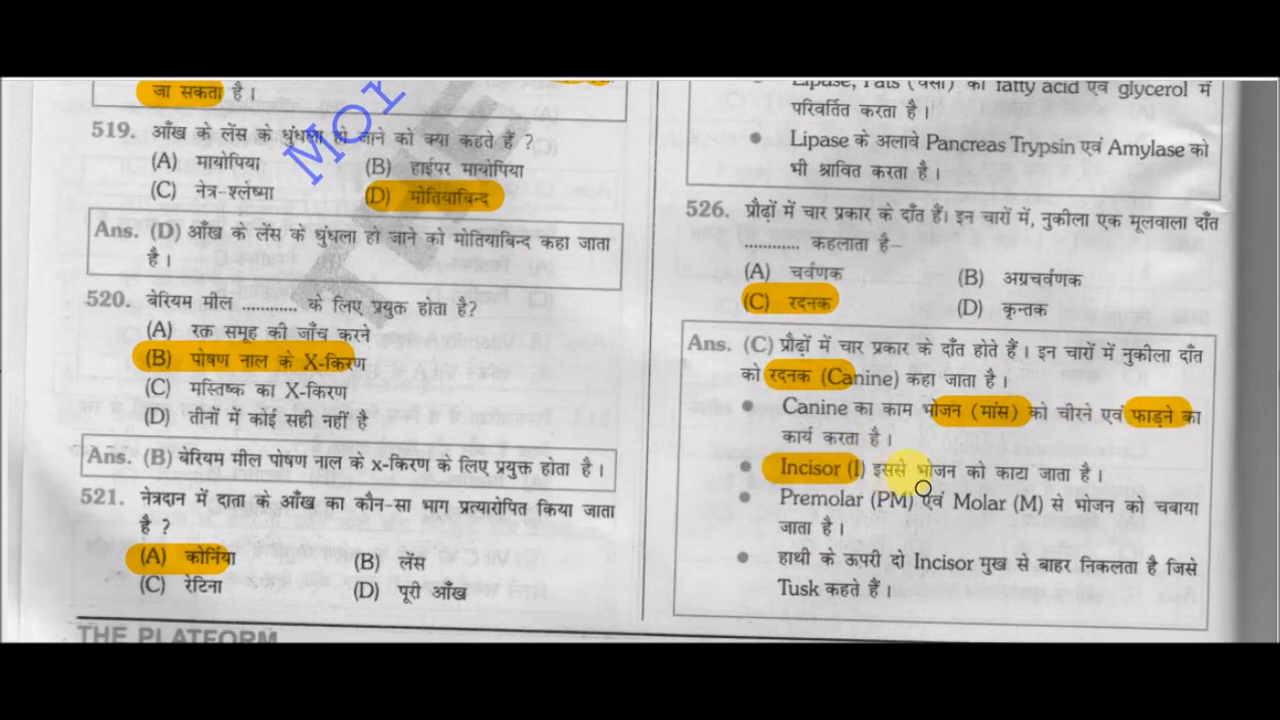 जा सकता है ।
519. आँख के लेंस के धुंधला हो जाने को क्या कहते हैं ?
(A) मायोपिया (B) हाईपर मायोपिया
(C) नेत्र-श्लेष्मा (D) मोतियाबिन्द
Ans. (D) आँख के लेंस के धुंधला हो जाने को मोतियाबिन्द कहा जाता
है ।
520. बेरियम मील ............ के लिए प्रयुक्त होता है?
(A) रक्त समूह की जाँच करने
(B) पोषण नाल के X-किरण
(C) मस्तिष्क का X-किरण
(D) तीनों में कोई सही नहीं है
Ans. (B) बेरियम मील पोषण नाल के x-किरण के लिए प्रयुक्त होता है ।
521. नेत्रदान में दाता के आँख का कौन-सा भाग प्रत्यारोपित किया जाता
है ?
(A) कोर्निया (B) लेंस
(C) रेटिना (D) पूरी आँख
THE PLATFORM
Mor
Lipase, Fats (वसा) को fatty acid एवं glycerol में
परिवर्तित करता है ।
• Lipase के अलावे Pancreas Trypsin एवं Amylase को
भी श्रावित करता है ।
526. प्रौढ़ों में चार प्रकार के दाँत हैं। इन चारों में, नुकीला एक मूलवाला दाँत
............ कहलाता है–
(A) चर्वणक (B) अग्रचर्वणक
(C) रदनक (D) कृन्तक
Ans. (C) प्रौढ़ों में चार प्रकार के दाँत होते हैं । इन चारों में नुकीला दाँत
को रदनक (Canine) कहा जाता है ।
• Canine का काम भोजन (मांस) को चीरने एवं फाड़ने का
कार्य करता है ।
• Incisor (I) इससे भोजन को काटा जाता है ।
• Premolar (PM) एवं Molar (M) से भोजन को चबाया
जाता है ।
• हाथी के ऊपरी दो Incisor मुख से बाहर निकलता है जिसे
Tusk कहते हैं ।